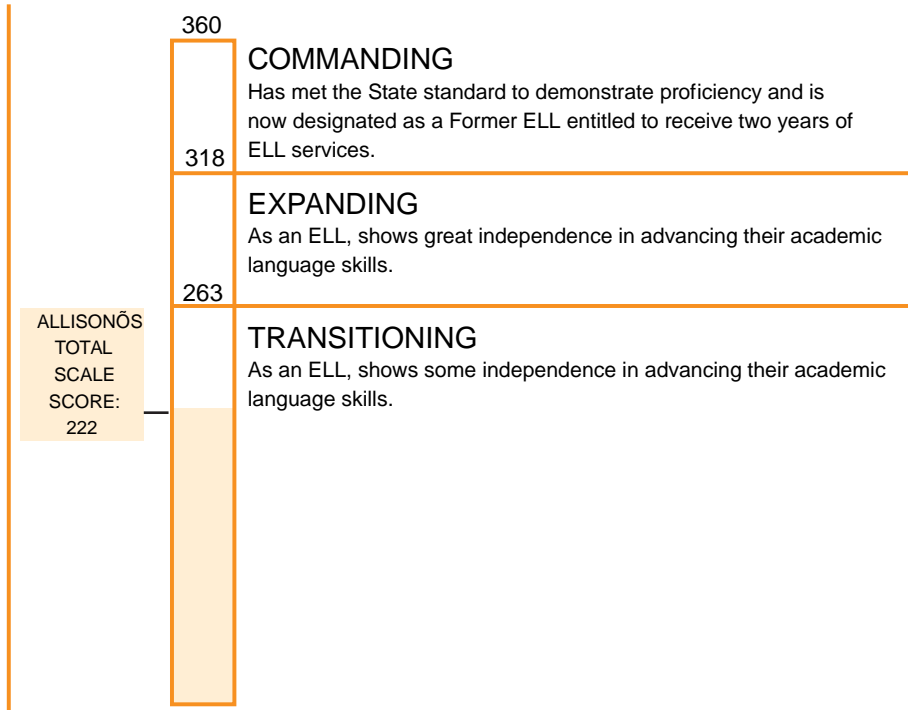 360
COMMANDING
Has met the State standard to demonstrate proficiency and is
now designated as a Former ELL entitled to receive two years of
ELL services.
318
EXPANDING
As an ELL, shows great independence in advancing their academic
language skills.
263
ALLISONÕS
TOTAL
SCALE
SCORE:
222
TRANSITIONING
As an ELL, shows some independence in advancing their academic
language skills.